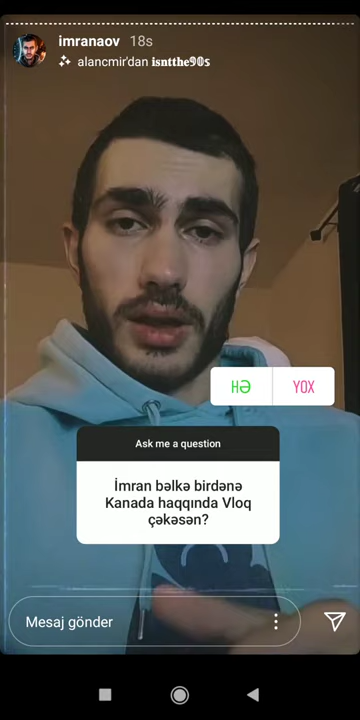 imranaov 18s
alancmir'dan 𝖎𝖘𝖓𝖙𝖙𝖍𝖊𝟿𝟶𝖘
HƏ YOX
Ask me a question
İmran bəlkə birdənə
Kanada haqqında Vloq
çəkəsən?
Mesaj gönder